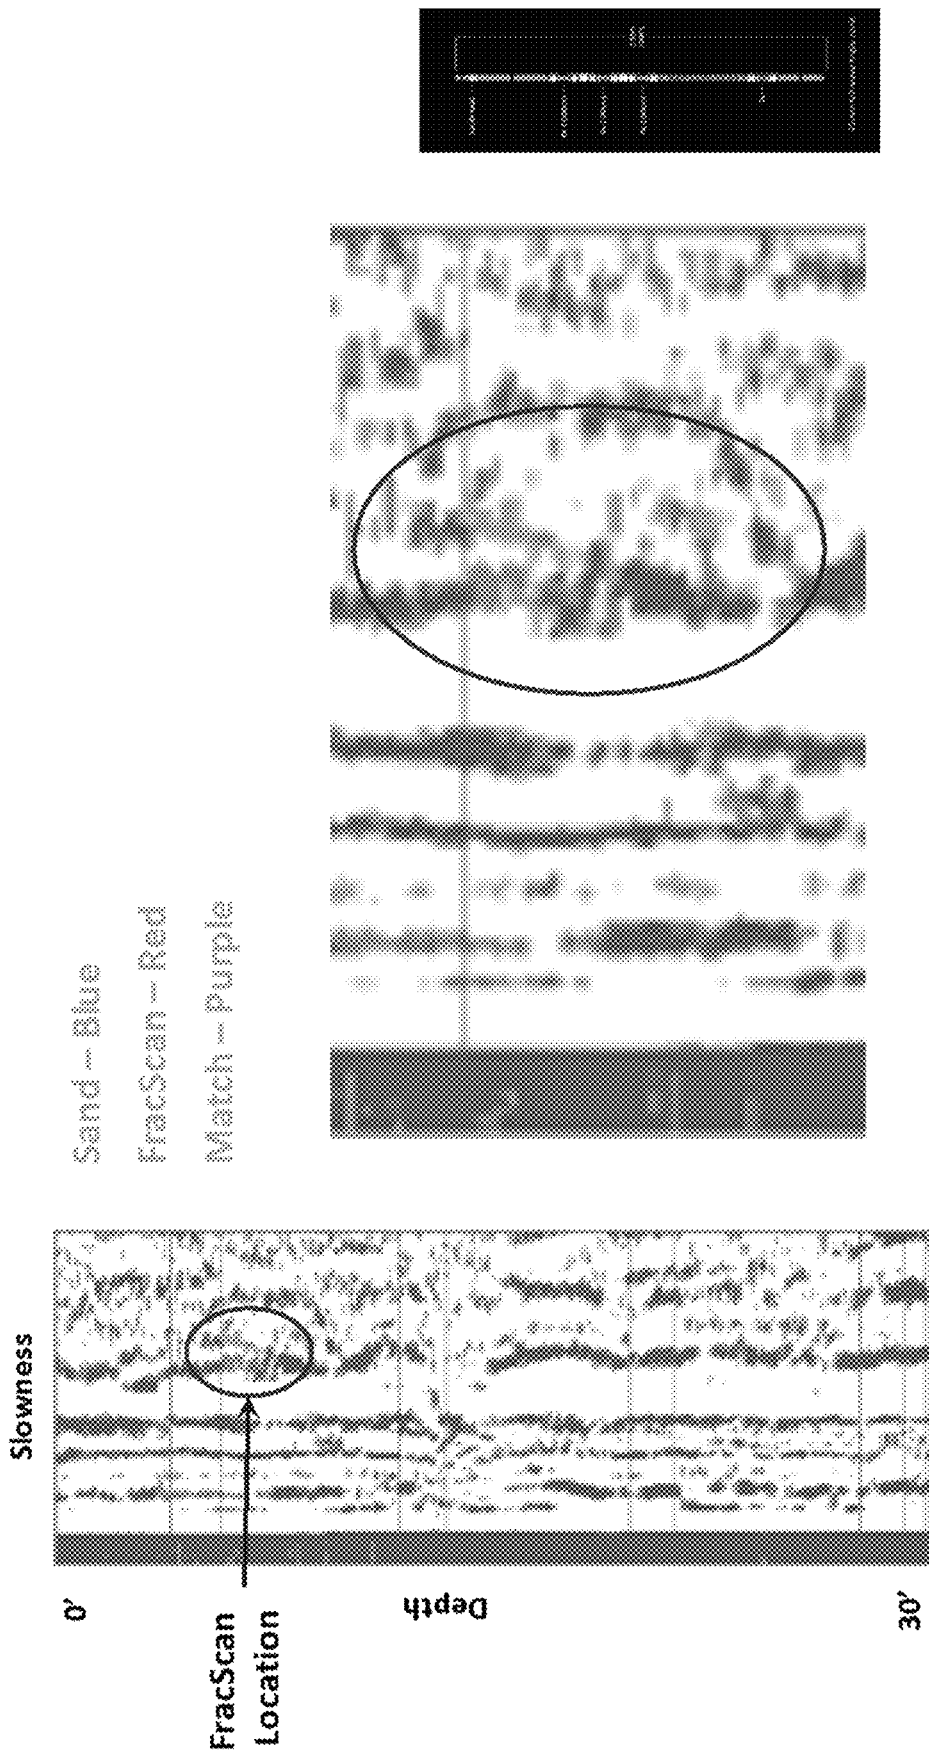 Slowness
0'
FracScan
Location
Depth
30'
Sand – Blue
FracScan – Red
Match – Purple